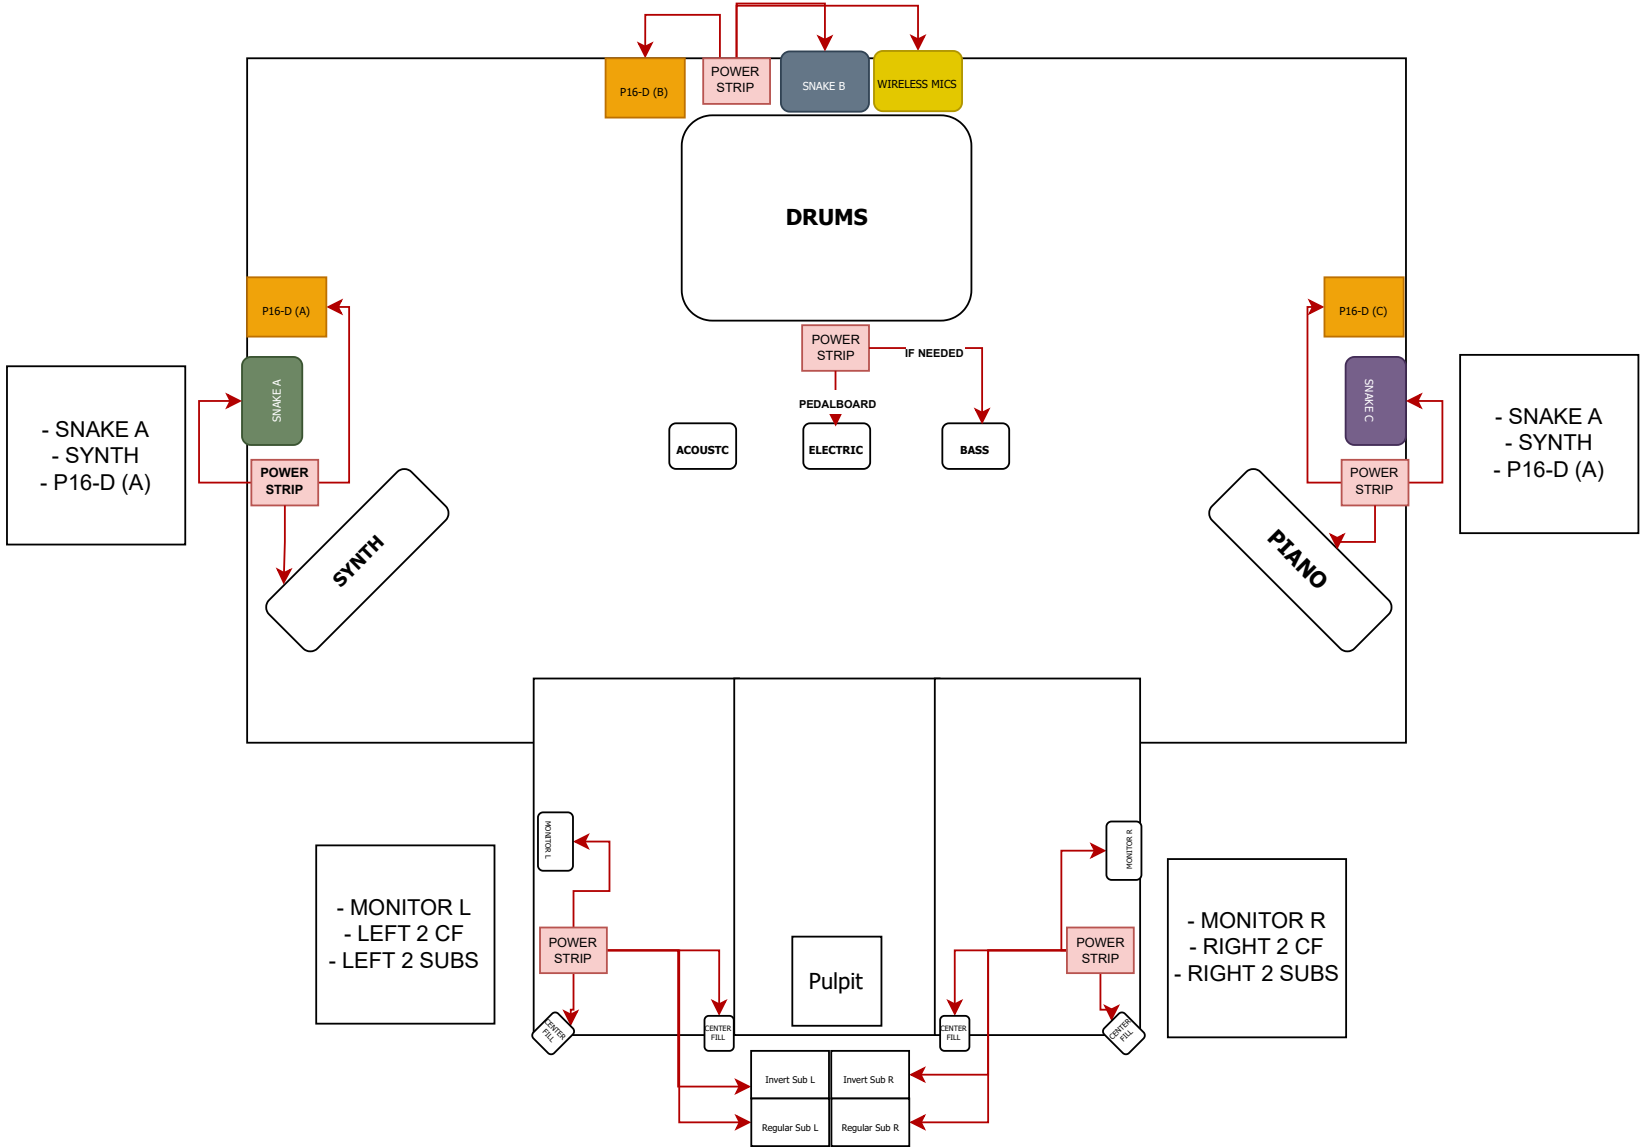 P16-D (B)
POWER
STRIP
SNAKE B
WIRELESS MICS
DRUMS
P16-D (A)
P16-D (C)
POWER
STRIP
IF NEEDED
PEDALBOARD
SNAKE A
SNAKE C
- SNAKE A
- SYNTH
- P16-D (A)
ACOUSTC
ELECTRIC
BASS
- SNAKE A
- SYNTH
- P16-D (A)
POWER
STRIP
POWER
STRIP
SYNTH
PIANO
MONITOR L
MONITOR R
- MONITOR L
- LEFT 2 CF
- LEFT 2 SUBS
POWER
STRIP
Pulpit
POWER
STRIP
- MONITOR R
- RIGHT 2 CF
- RIGHT 2 SUBS
CENTER
FILL
CENTER
FILL
CENTER
FILL
CENTER
FILL
Invert Sub L
Invert Sub R
Regular Sub L
Regular Sub R